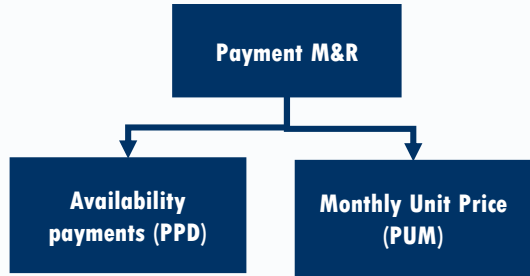 Payment M&R
Availability
payments (PPD)
Monthly Unit Price
(PUM)